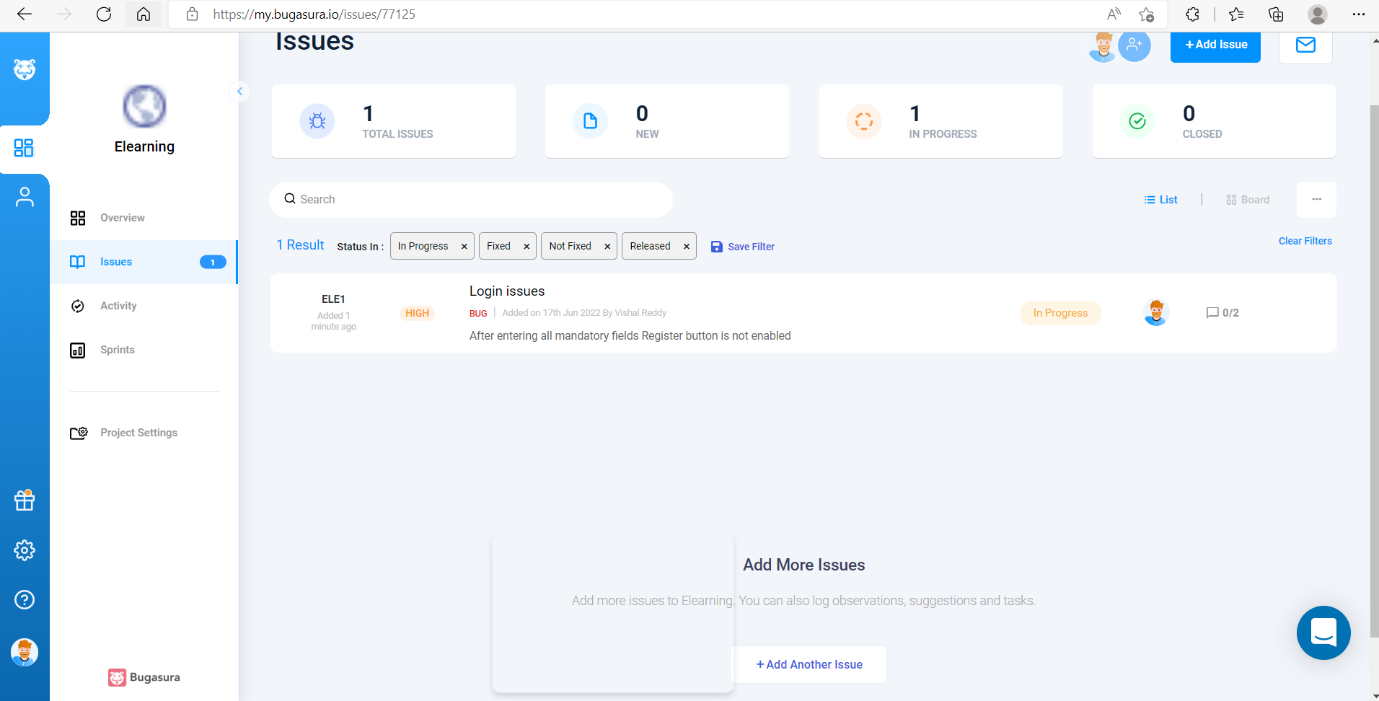 https://my.bugasura.io/issues/77125
Issues
+ Add Issue
Elearning
1
TOTAL ISSUES
0
NEW
1
IN PROGRESS
0
CLOSED
Search
List
Board
Overview
Issues 1
Activity
Sprints
Project Settings
1 Result Status In : In Progress × Fixed × Not Fixed × Released × Save Filter
Clear Filters
ELE1
Added 1
minute ago
HIGH
Login issues
BUG | Added on 17th Jun 2022 By Vishal Reddy
After entering all mandatory fields Register button is not enabled
In Progress
0/2
Add More Issues
Add more issues to Elearning. You can also log observations, suggestions and tasks.
+ Add Another Issue
Bugasura